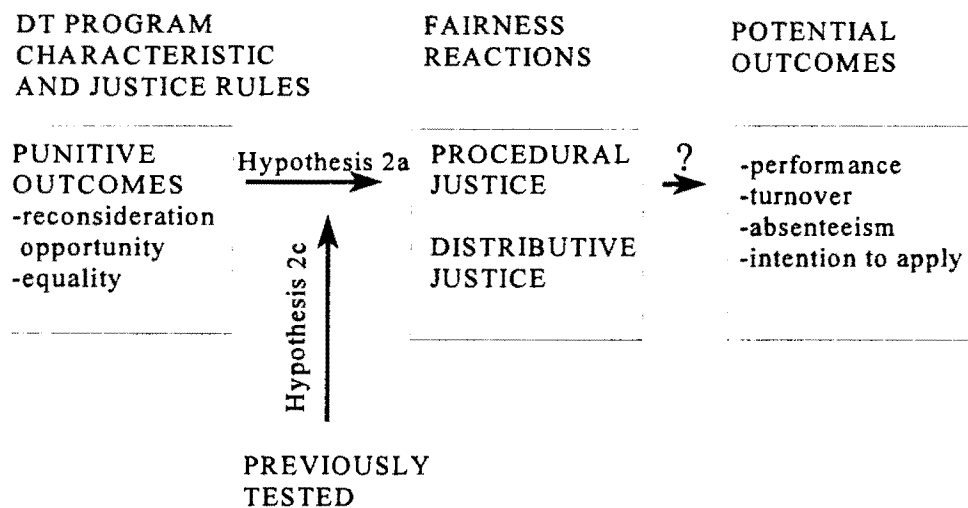 DT PROGRAM
CHARACTERISTIC
AND JUSTICE RULES
FAIRNESS
REACTIONS
POTENTIAL
OUTCOMES
PUNITIVE
OUTCOMES
-reconsideration
opportunity
-equality
Hypothesis 2a
PROCEDURAL
JUSTICE
DISTRIBUTIVE
JUSTICE
?
-performance
-turnover
-absenteeism
-intention to apply
Hypothesis 2c
PREVIOUSLY
TESTED